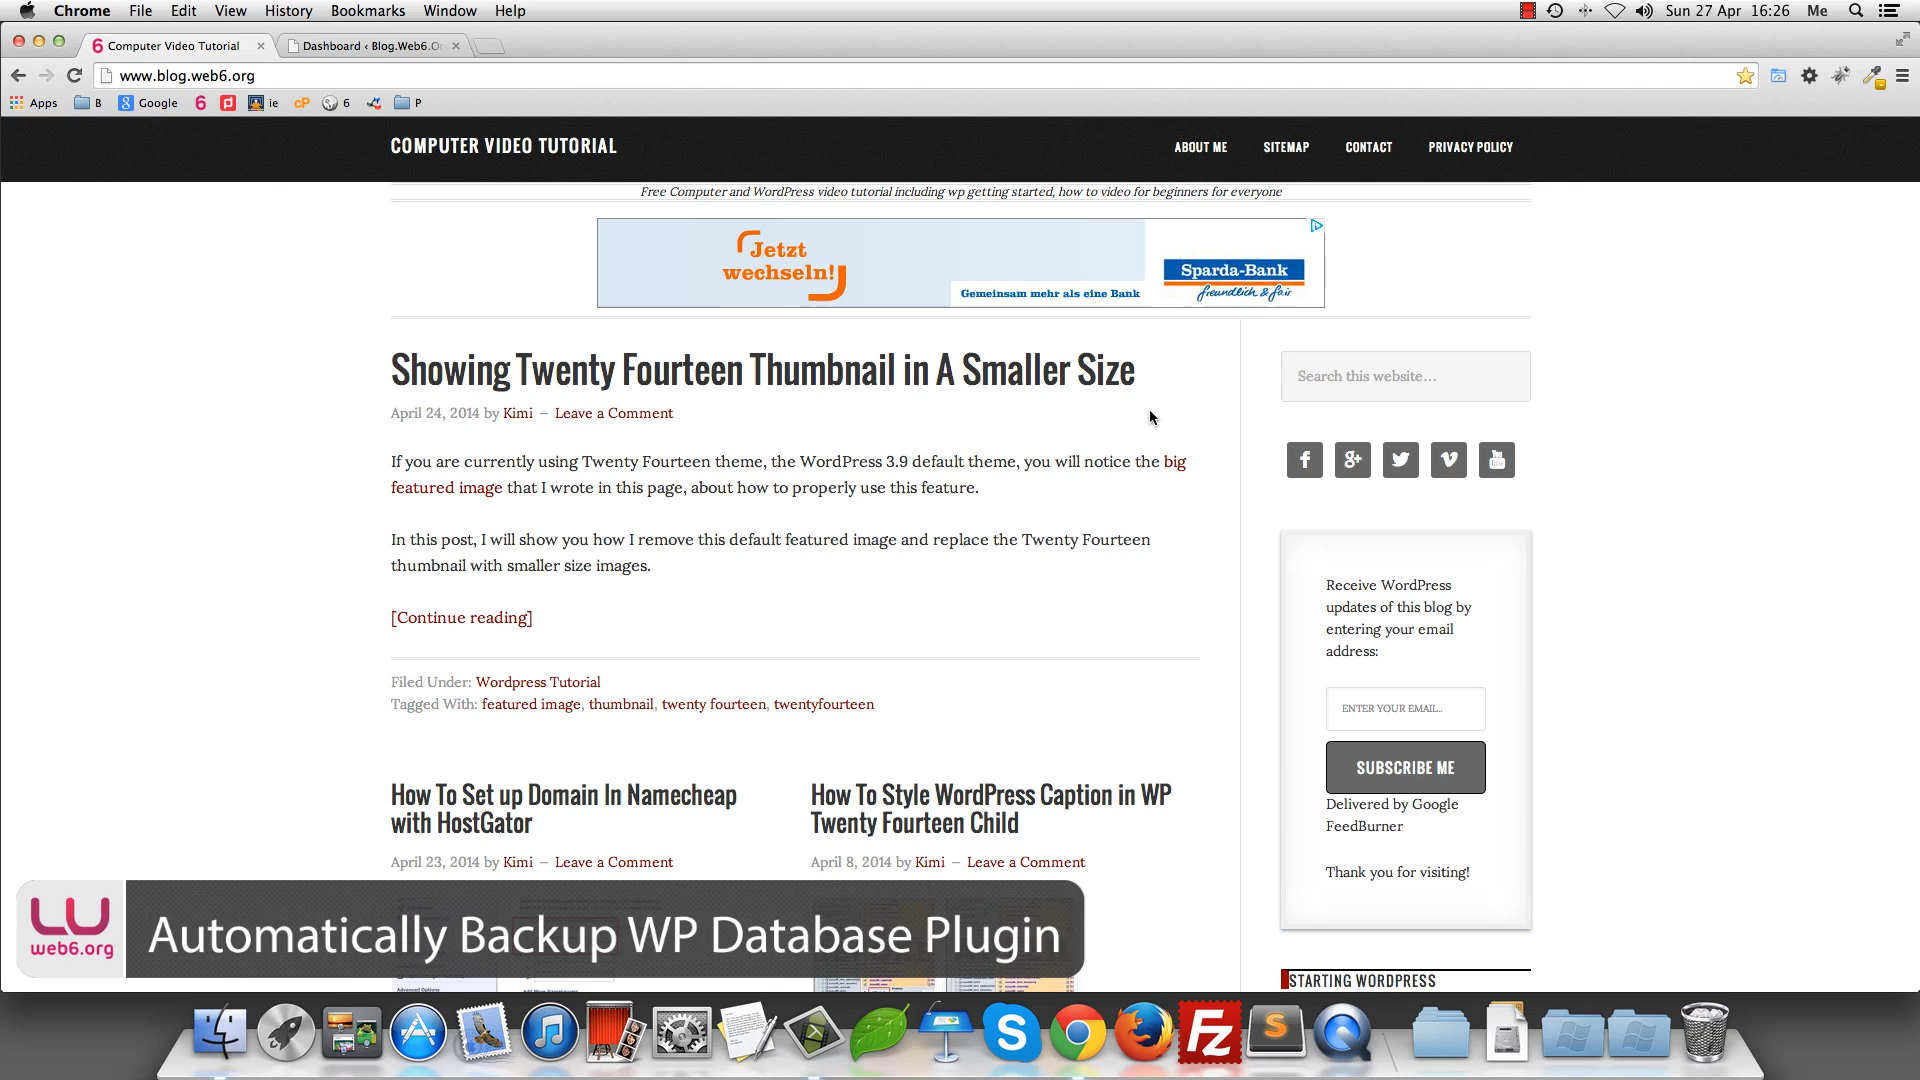 Chrome File Edit View History Bookmarks Window Help
Sun 27 Apr 16:26 Me
6 Computer Video Tutorial
Dashboard ‹ Blog.Web6.Or
www.blog.web6.org
Apps B Google 6 ie cP 6 P
COMPUTER VIDEO TUTORIAL
ABOUT ME SITEMAP CONTACT PRIVACY POLICY
Free Computer and WordPress video tutorial including wp getting started, how to video for beginners for everyone
Jetzt
wechseln!
Gemeinsam mehr als eine Bank
Sparda-Bank
freundlich & fair
Showing Twenty Fourteen Thumbnail in A Smaller Size
April 24, 2014 by Kimi – Leave a Comment
If you are currently using Twenty Fourteen theme, the WordPress 3.9 default theme, you will notice the big
featured image that I wrote in this page, about how to properly use this feature.
In this post, I will show you how I remove this default featured image and replace the Twenty Fourteen
thumbnail with smaller size images.
[Continue reading]
Filed Under: Wordpress Tutorial
Tagged With: featured image, thumbnail, twenty fourteen, twentyfourteen
How To Set up Domain In Namecheap
with HostGator
April 23, 2014 by Kimi – Leave a Comment
How To Style WordPress Caption in WP
Twenty Fourteen Child
April 8, 2014 by Kimi – Leave a Comment
Search this website...
f g+ v You
Receive WordPress
updates of this blog by
entering your email
address:
ENTER YOUR EMAIL...
SUBSCRIBE ME
Delivered by Google
FeedBurner
Thank you for visiting!
STARTING WORDPRESS
web6.org
Automatically Backup WP Database Plugin
Advanced Options
S Fz S